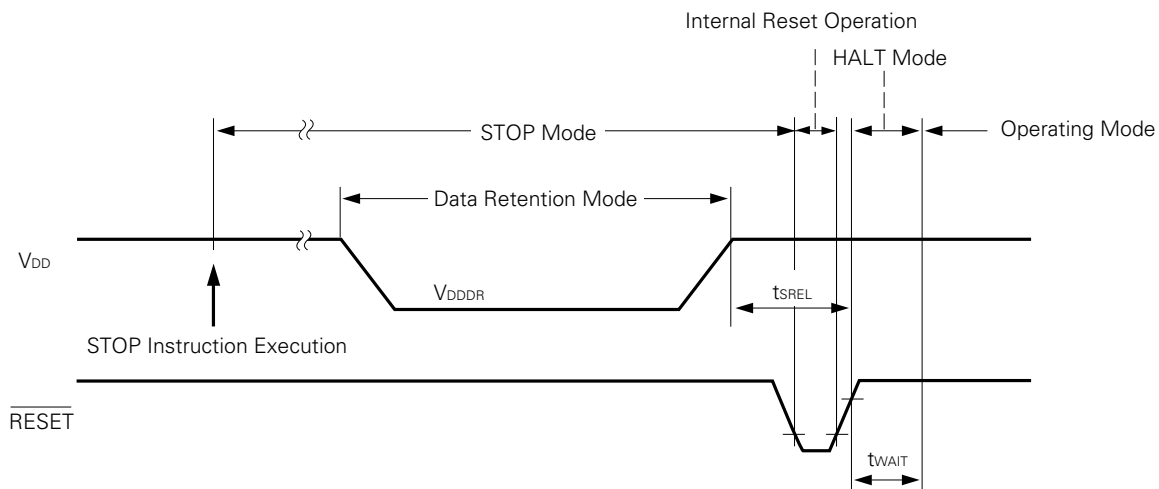 Internal Reset Operation
HALT Mode
STOP Mode
Operating Mode
Data Retention Mode
VDD
VDDDR
tSREL
STOP Instruction Execution
RESET
tWAIT